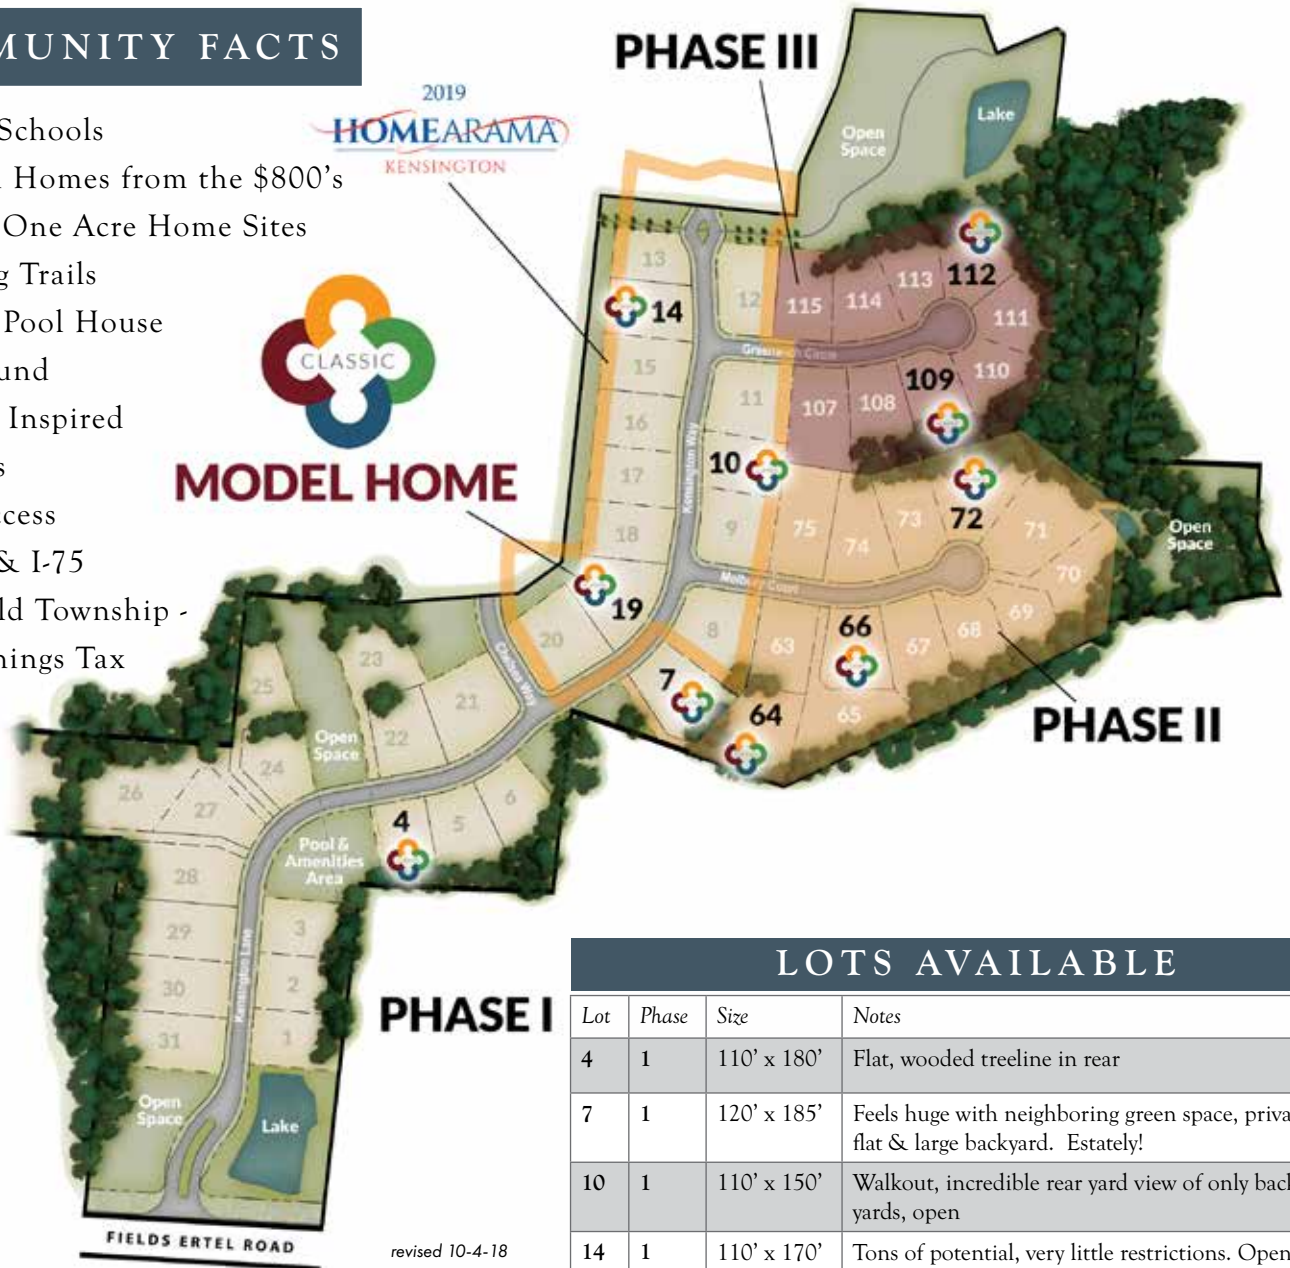 MUNITY FACTS
Schools
Homes from the $800's
One Acre Home Sites
Trails
Pool House
Inspired
& I-75
Township -
Tax
2019
HOMEARAMA
KENSINGTON
CLASSIC
MODEL HOME
PHASE III
Open
Space
Lake
13
12
14
15
16
17
18
19
20
115
114
113
112
111
110
109
108
107
Kensington Way
11
10
9
8
7
75
74
73
72
71
70
69
68
67
66
65
64
63
Open
Space
PHASE II
Chelsea Way
25
23
21
22
24
Open
Space
26
27
4
5
6
Pool &
Amenities
Area
28
29
30
31
3
2
1
Kensington Lane
PHASE I
Open
Space
Lake
FIELDS ERTEL ROAD
revised 10-4-18
LOTS AVAILABLE
Lot Phase Size Notes
4 1 110' x 180' Flat, wooded treeline in rear
7 1 120' x 185' Feels huge with neighboring green space,
flat & large backyard. Estately!
10 1 110' x 150' Walkout, incredible rear yard view of only
yards, open
14 1 110' x 170' Tons of potential, very little restrictions. Open